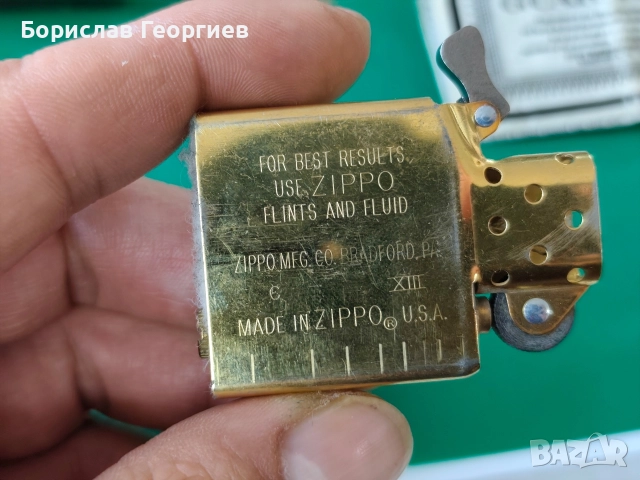 Борислав Георгиев
FOR BEST RESULTS
USE ZIPPO
FLINTS AND FLUID
ZIPPO MFG. CO. BRADFORD, PA
C XIII
MADE IN ZIPPO® U.S.A.
BAZAR